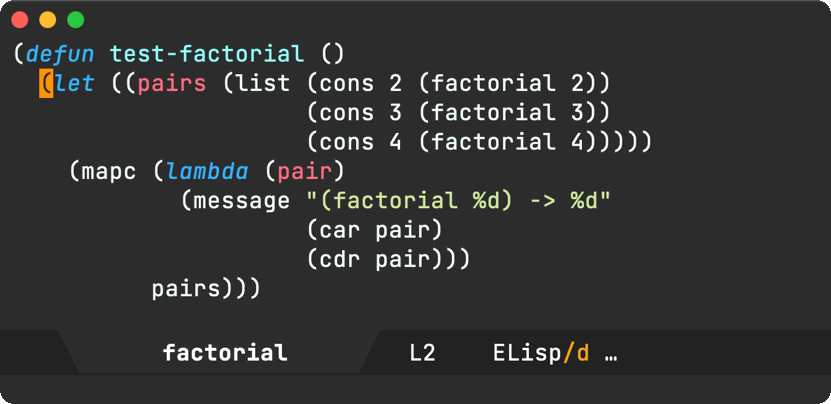 (defun test-factorial ()
  (let ((pairs (list (cons 2 (factorial 2))
                     (cons 3 (factorial 3))
                     (cons 4 (factorial 4)))))
    (mapc (lambda (pair)
            (message "(factorial %d) -> %d"
                     (car pair)
                     (cdr pair)))
          pairs)))
factorial L2 ELisp/d …